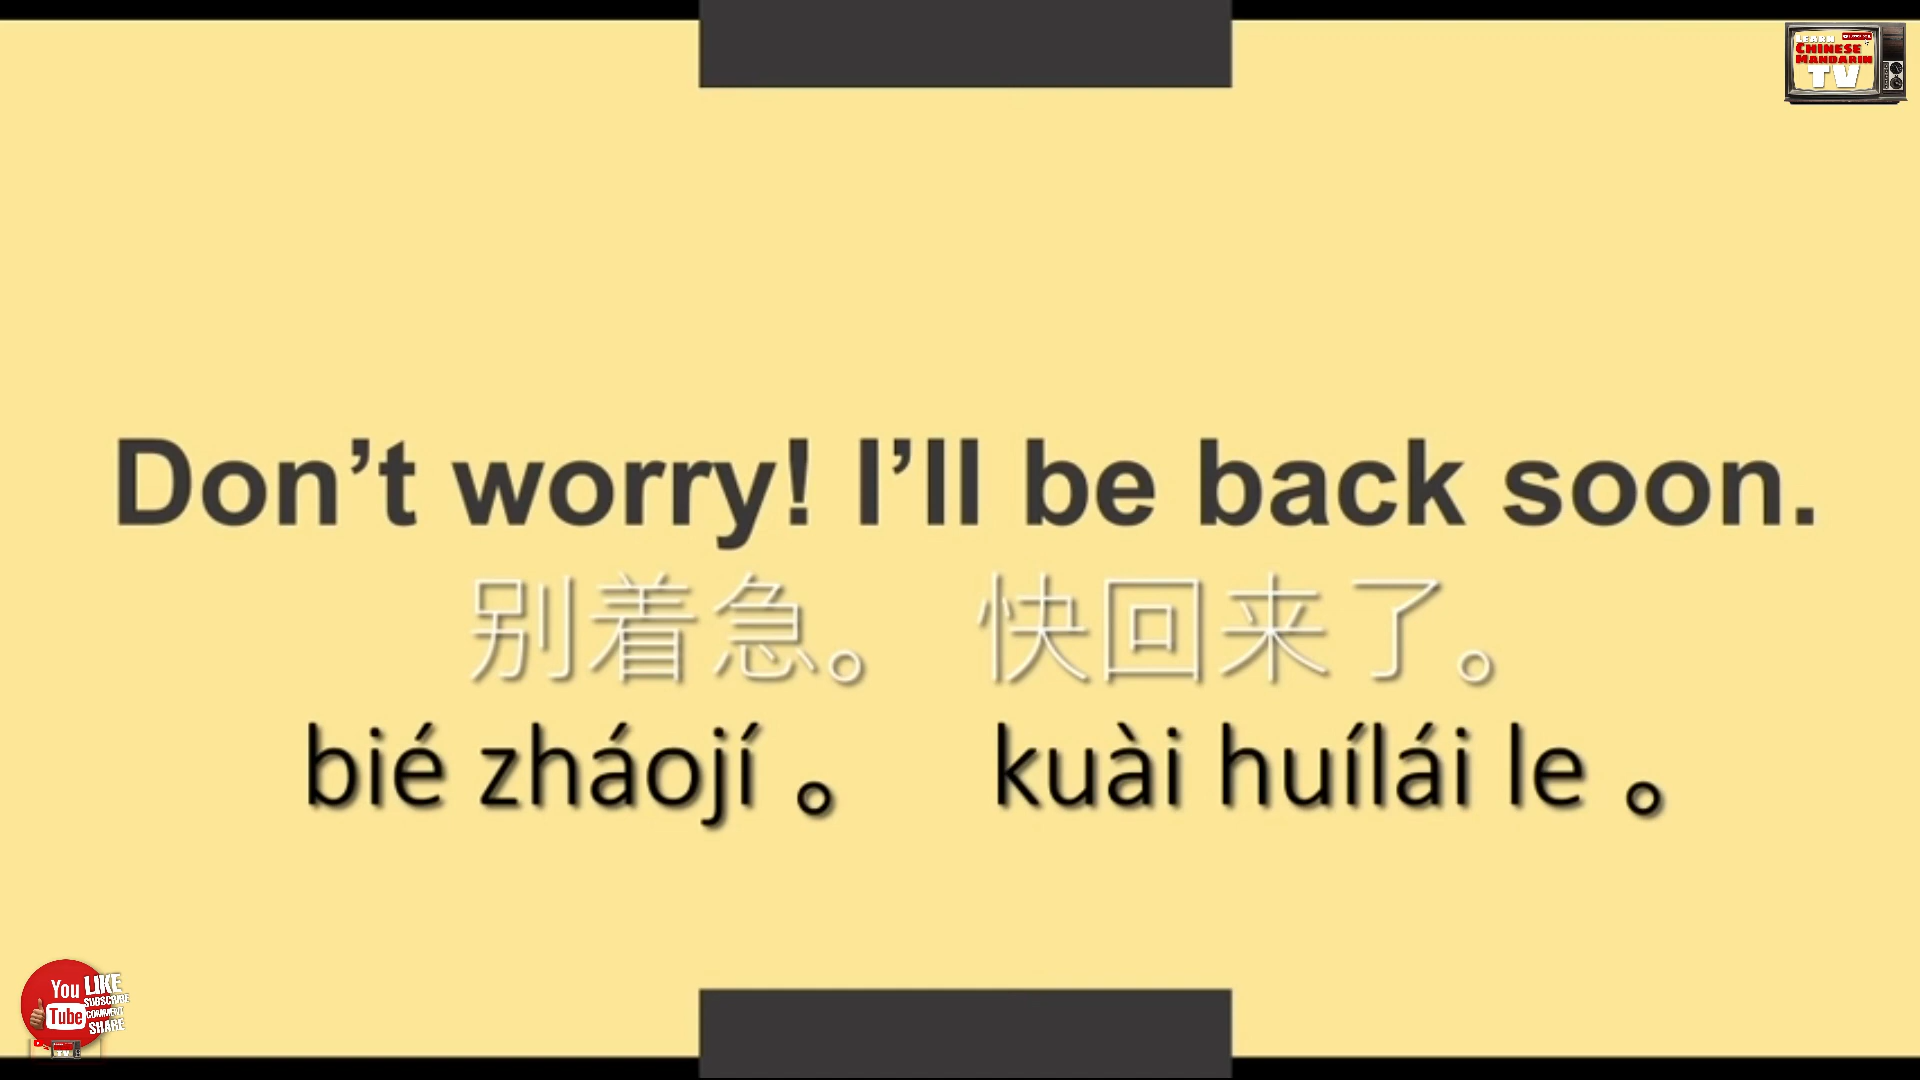 LEARN
CHINESE
MANDARIN
TV
Don’t worry! I’ll be back soon.
别着急。 快回来了。
bié zháojí 。 kuài huílái le 。
You LIKE
SUBSCRIBE
Tube COMMENT
SHARE